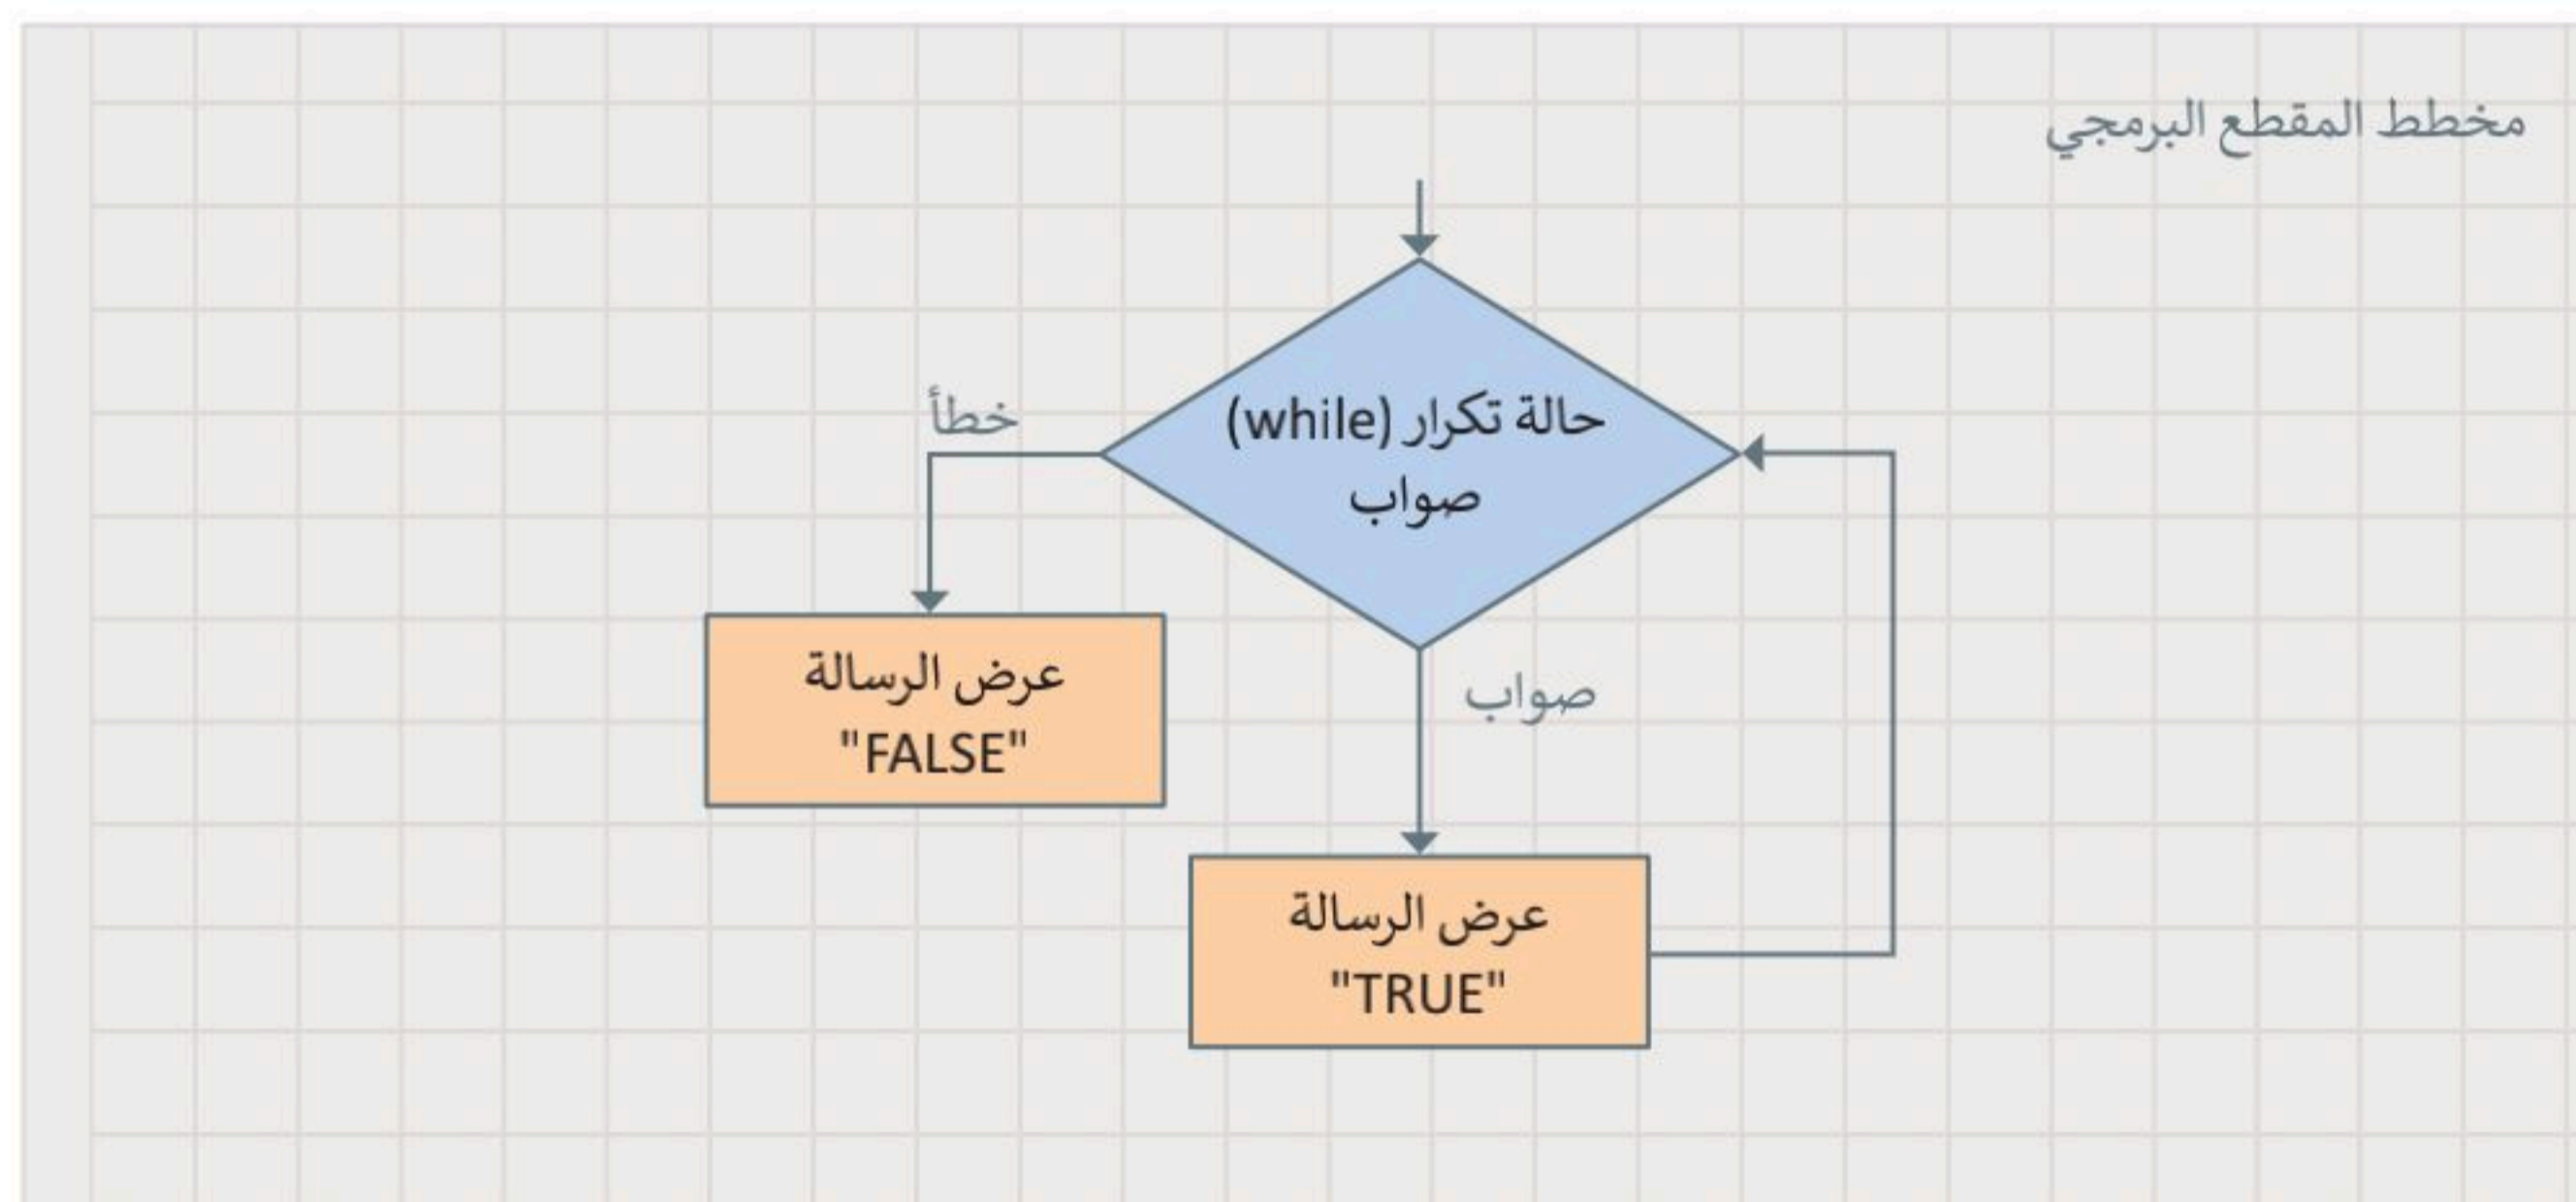 مخطط المقطع البرمجي
حالة تكرار (while)
صواب
خطأ
عرض الرسالة
"FALSE"
صواب
عرض الرسالة
"TRUE"